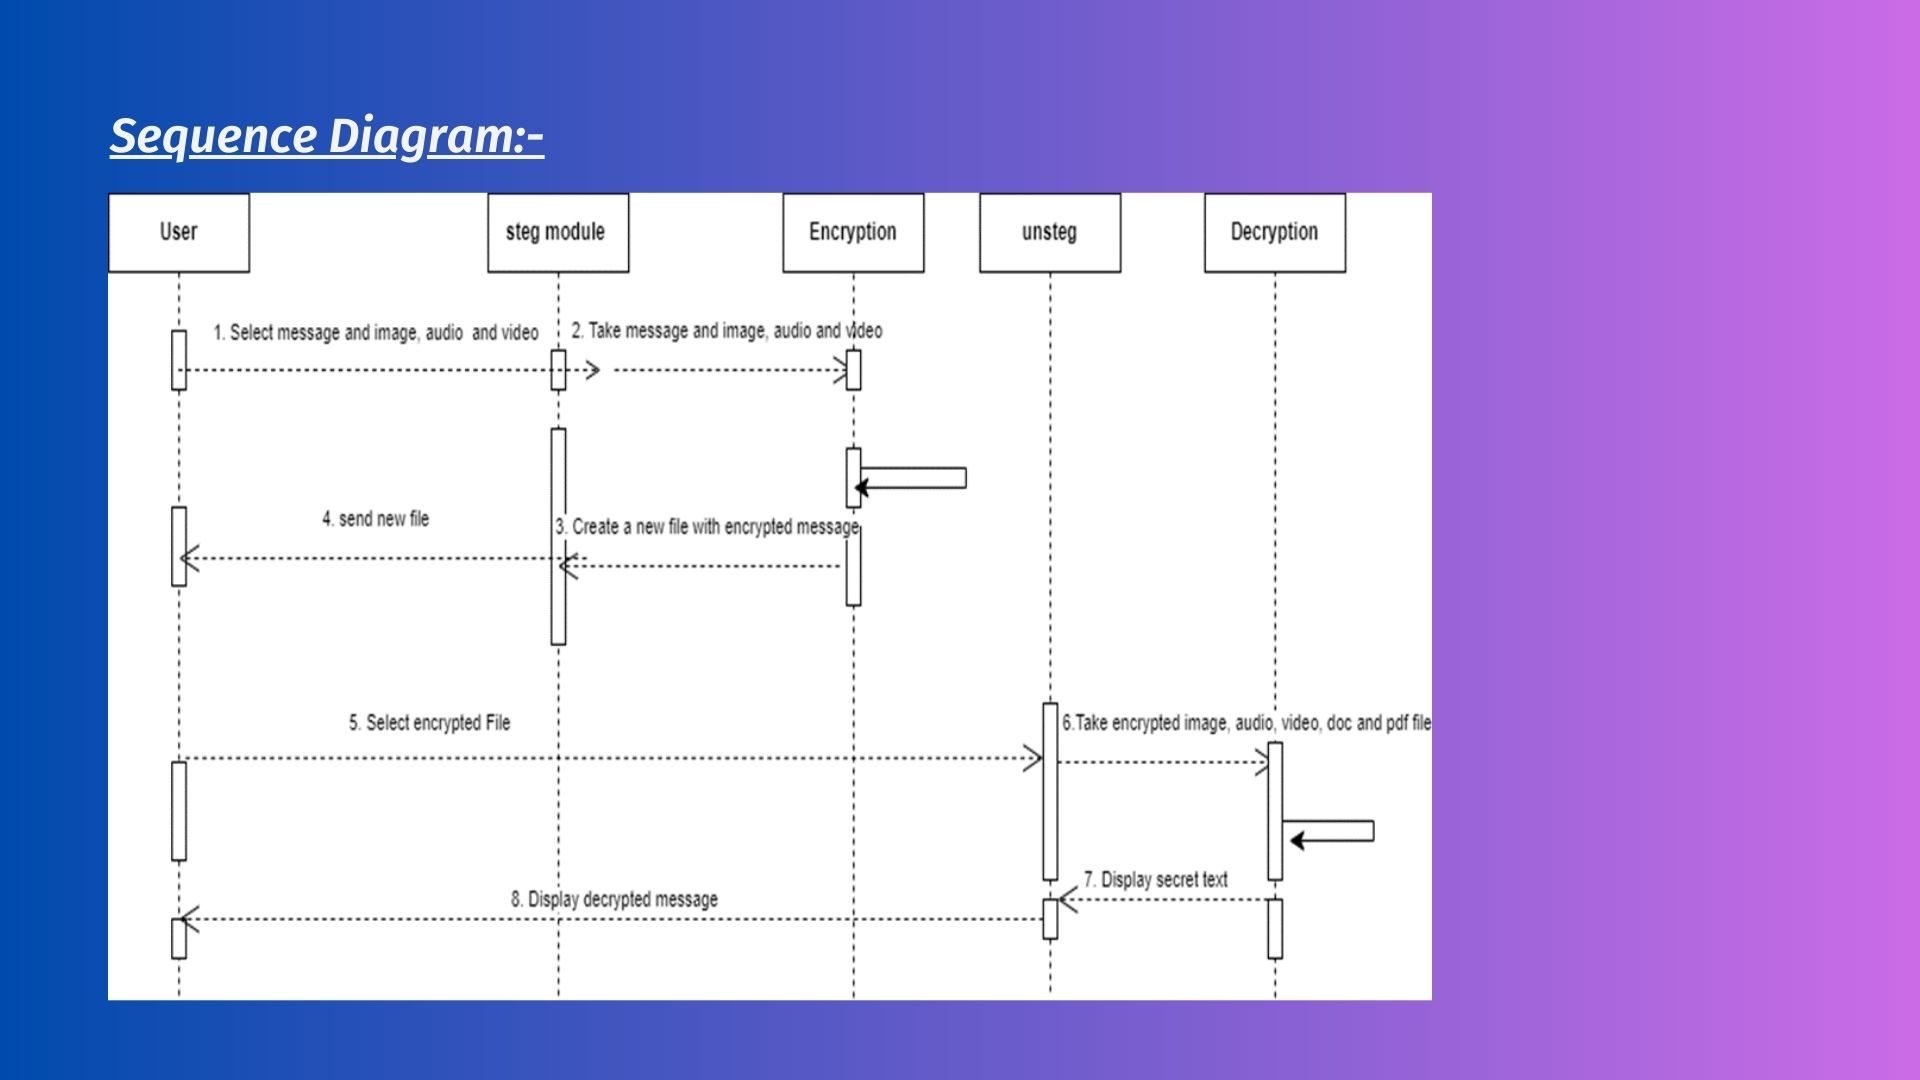 Sequence Diagram:-
User
steg module
Encryption
unsteg
Decryption
1. Select message and image, audio and video
2. Take message and image, audio and video
4. send new file
3. Create a new file with encrypted message
5. Select encrypted File
6.Take encrypted image, audio, video, doc and pdf file
7. Display secret text
8. Display decrypted message